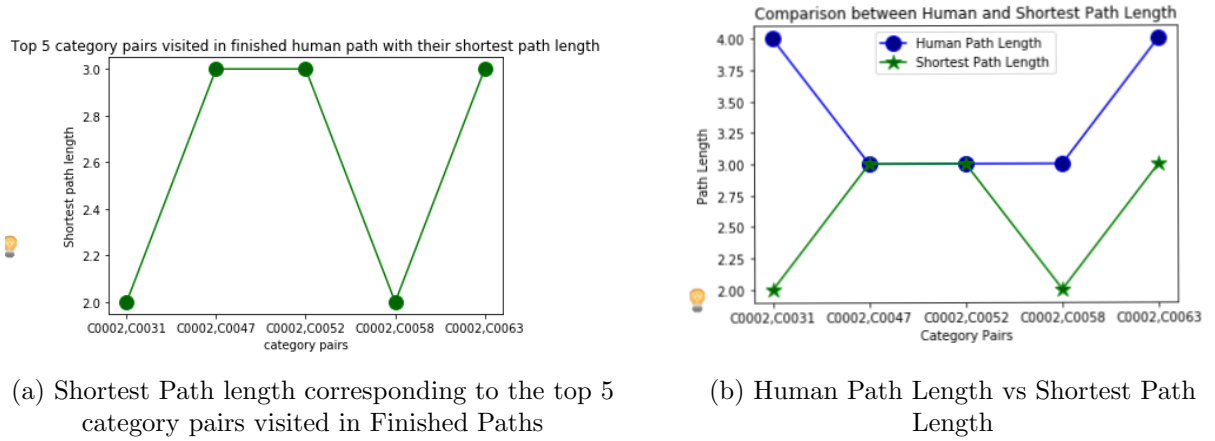 Top 5 category pairs visited in finished human path with their shortest path length
3.0
2.8
2.6
2.4
2.2
2.0
Shortest path length
C0002,C0031 C0002,C0047 C0002,C0052 C0002,C0058 C0002,C0063
category pairs
(a) Shortest Path length corresponding to the top 5
category pairs visited in Finished Paths
Comparison between Human and Shortest Path Length
Human Path Length
Shortest Path Length
4.00
3.75
3.50
3.25
3.00
2.75
2.50
2.25
2.00
Path Length
C0002,C0031 C0002,C0047 C0002,C0052 C0002,C0058 C0002,C0063
Category Pairs
(b) Human Path Length vs Shortest Path
Length